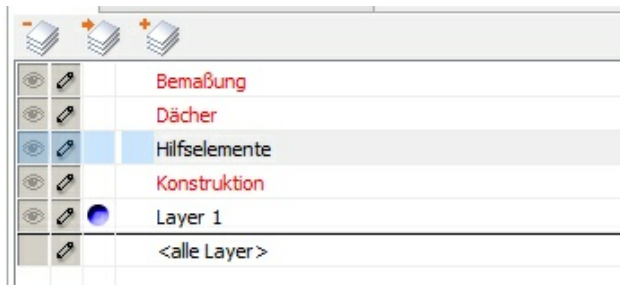 Bemaßung
Dächer
Hilfselemente
Konstruktion
Layer 1
<alle Layer>